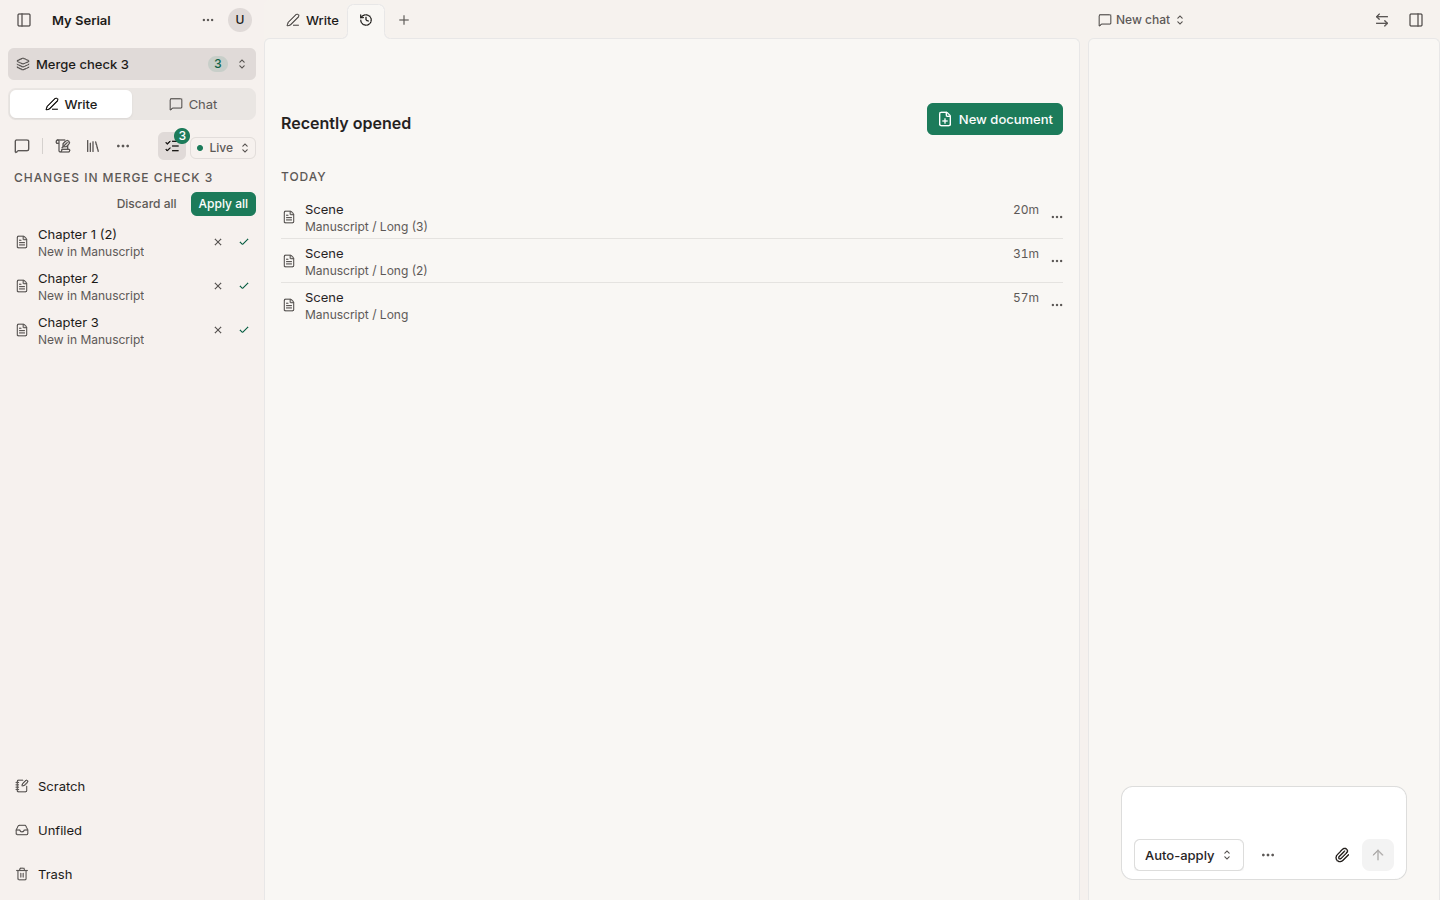 My Serial
U
Merge check 3
3
Write
Chat
3
Live
CHANGES IN MERGE CHECK 3
Discard all
Apply all
Chapter 1 (2)
New in Manuscript
Chapter 2
New in Manuscript
Chapter 3
New in Manuscript
Scratch
Unfiled
Trash
Write
Recently opened
New document
TODAY
Scene
20m
Manuscript / Long (3)
Scene
31m
Manuscript / Long (2)
Scene
57m
Manuscript / Long
New chat
Auto-apply